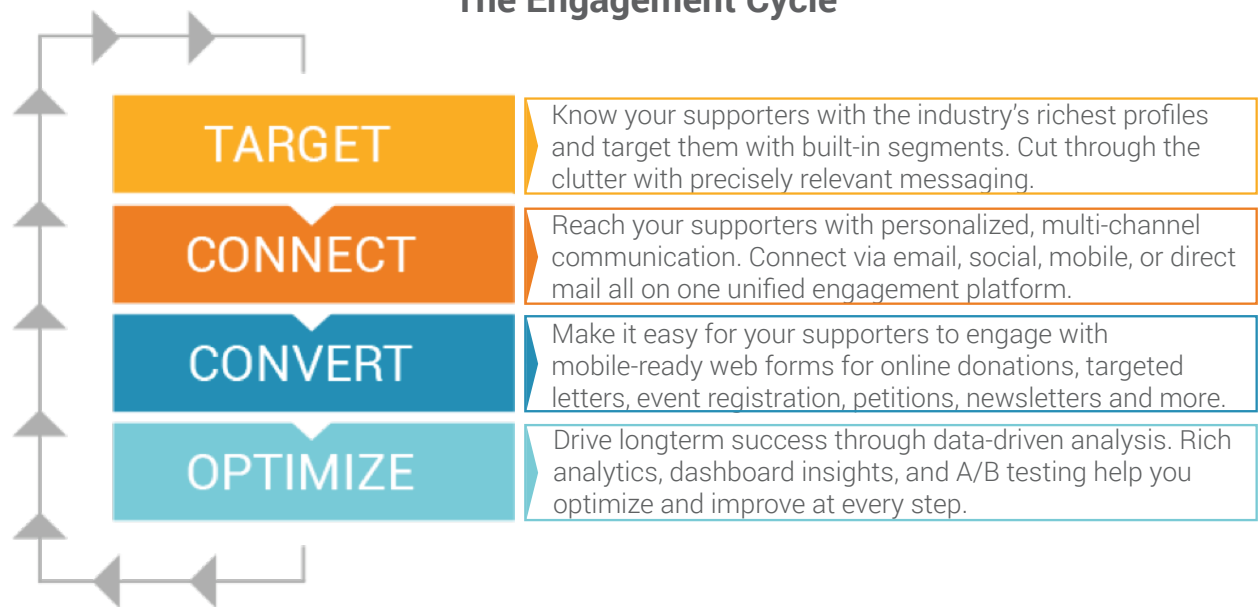 The Engagement Cycle
TARGET
Know your supporters with the industry’s richest profiles
and target them with built-in segments. Cut through the
clutter with precisely relevant messaging.
CONNECT
Reach your supporters with personalized, multi-channel
communication. Connect via email, social, mobile, or direct
mail all on one unified engagement platform.
CONVERT
Make it easy for your supporters to engage with
mobile-ready web forms for online donations, targeted
letters, event registration, petitions, newsletters and more.
OPTIMIZE
Drive longterm success through data-driven analysis. Rich
analytics, dashboard insights, and A/B testing help you
optimize and improve at every step.